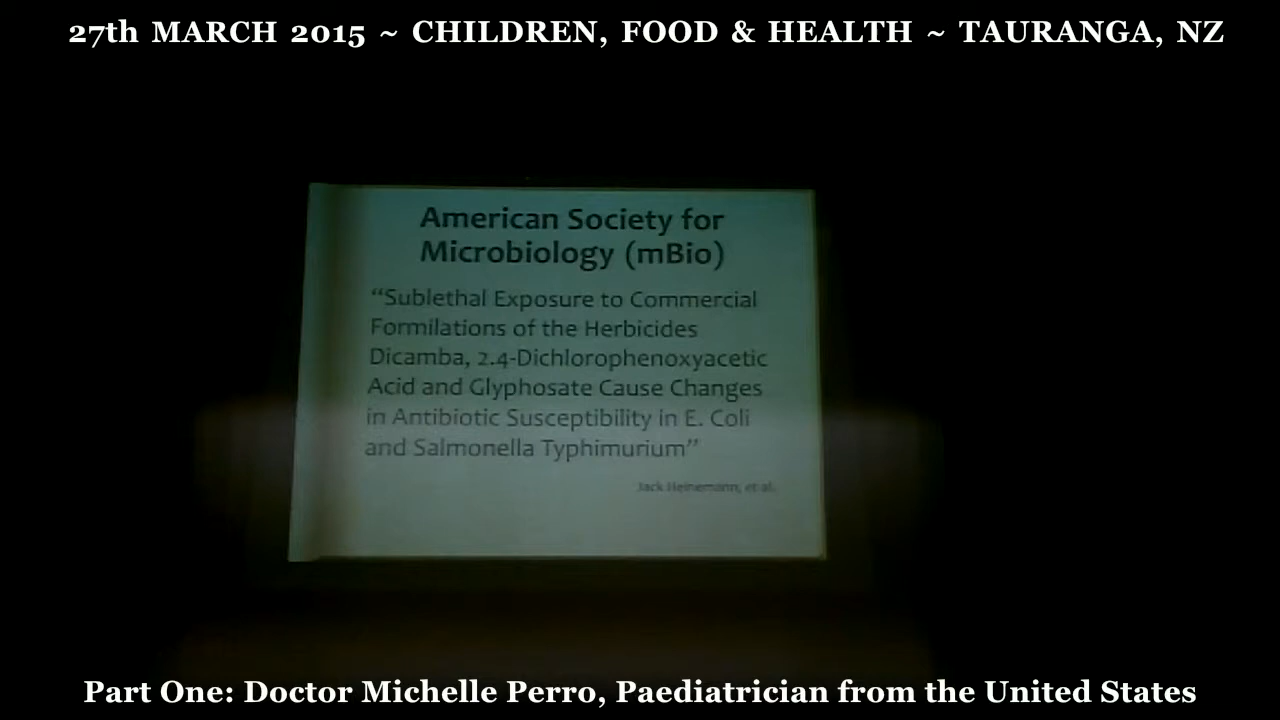 27th MARCH 2015 ~ CHILDREN, FOOD & HEALTH ~ TAURANGA, NZ
American Society for
Microbiology (mBio)
“Sublethal Exposure to Commercial
Formilations of the Herbicides
Dicamba, 2.4-Dichlorophenoxyacetic
Acid and Glyphosate Cause Changes
in Antibiotic Susceptibility in E. Coli
and Salmonella Typhimurium”
Jack Heinemann, et al.
Part One: Doctor Michelle Perro, Paediatrician from the United States